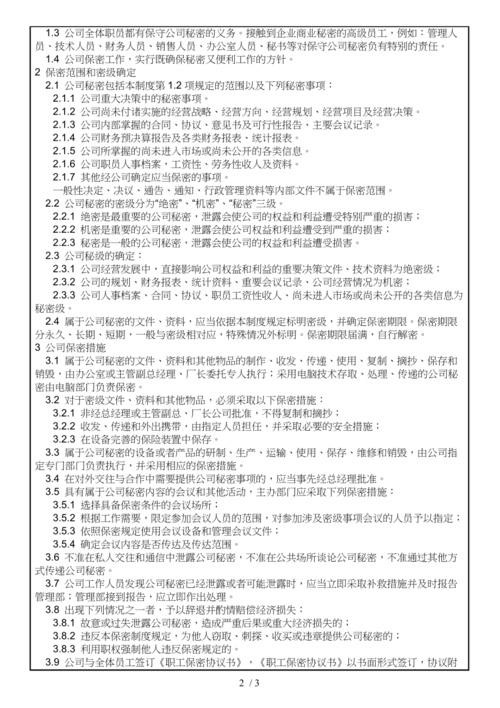 1.3 公司全体职员都有保守公司秘密的义务。接触到企业商业秘密的高级员工，例如：管理人
员、技术人员、财务人员、销售人员、办公室人员、秘书等对保守公司秘密负有特别的责任。
1.4 公司保密工作，实行既确保秘密又便利工作的方针。
2 保密范围和密级确定
2.1 公司秘密包括本制度第1.2项规定的范围以及下列秘密事项：
2.1.1 公司重大决策中的秘密事项。
2.1.2 公司尚未付诸实施的经营战略、经营方向、经营规划、经营项目及经营决策。
2.1.3 公司内部掌握的合同、协议、意见书及可行性报告，主要会议记录。
2.1.4 公司财务预决算报告及各类财务报表、统计报表。
2.1.5 公司所掌握的尚未进入市场或尚未公开的各类信息。
2.1.6 公司职员人事档案，工资性、劳务性收人及资料。
2.1.7 其他经公司确定应当保密的事项。
一般性决定、决议、通告、通知、行政管理资料等内部文件不属于保密范围。
2.2 公司秘密的密级分为“绝密”、“机密”、“秘密”三级。
2.2.1 绝密是最重要的公司秘密，泄露会使公司的权益和利益遭受特别严重的损害；
2.2.2 机密是重要的公司秘密，泄露会使公司权益和利益遭受到严重的损害；
2.2.3 秘密是一般的公司秘密，泄露会使公司的权益和利益遭受损害。
2.3 公司秘级的确定：
2.3.1 公司经营发展中，直接影响公司权益和利益的重要决策文件、技术资料为绝密级；
2.3.2 公司的规划、财务报表、统计资料、重要会议记录、公司经营情况为机密；
2.3.3 公司人事档案、合同、协议、职员工资性收入、尚未进人市场或尚未公开的各类信息为
秘密级。
2.4 属于公司秘密的文件、资料，应当依据本制度规定标明密级，并确定保密期限。保密期限
分永久、长期、短期，一般与密级相对应，特殊情况外标明。保密期限届满，自行解密。
3 公司保密措施
3.1 属于公司秘密的文件、资料和其他物品的制作、收发、传递、使用、复制、摘抄、保存和
销毁，由办公室或主管副总经理、厂长委托专人执行；采用电脑技术存取、处理、传递的公司秘
密由电脑部门负责保密。
3.2 对于密级文件、资料和其他物品，必须采取以下保密措施：
3.2.1 非经总经理或主管副总、厂长公司批准，不得复制和摘抄；
3.2.2 收发、传递和外出携带，由指定人员担任，并采取必要的安全措施；
3.2.3 在设备完善的保险装置中保存。
3.3 属于公司秘密的设备或者产品的研制、生产、运输、使用、保存、维修和销毁，由公司指
定专门部门负责执行，并采用相应的保密措施。
3.4 在对外交往与合作中需要提供公司秘密事项的，应当事先经总经理批准。
3.5 具有属于公司秘密内容的会议和其他活动，主办部门应采取下列保密措施：
3.5.1 选择具备保密条件的会议场所；
3.5.2 根据工作需要，限定参加会议人员的范围，对参加涉及密级事项会议的人员予以指定；
3.5.3 依照保密规定使用会议设备和管理会议文件；
3.5.4 确定会议内容是否传达及传达范围。
3.6 不准在私人交往和通信中泄露公司秘密，不准在公共场所谈论公司秘密，不准通过其他方
式传递公司秘密。
3.7 公司工作人员发现公司秘密已经泄露或者可能泄露时，应当立即采取补救措施并及时报告
管理部；管理部接到报告，应立即作出处理。
3.8 出现下列情况之一者，予以辞退并酌情赔偿经济损失：
3.8.1 故意或过失泄露公司秘密，造成严重后果或重大经济损失的；
3.8.2 违反本保密制度规定，为他人窃取、刺探、收买或违章提供公司秘密的；
3.8.3 利用职权强制他人违反保密规定的。
3.9 公司与全体员工签订《职工保密协议书》，《职工保密协议书》以书面形式签订，协议附
2 / 3